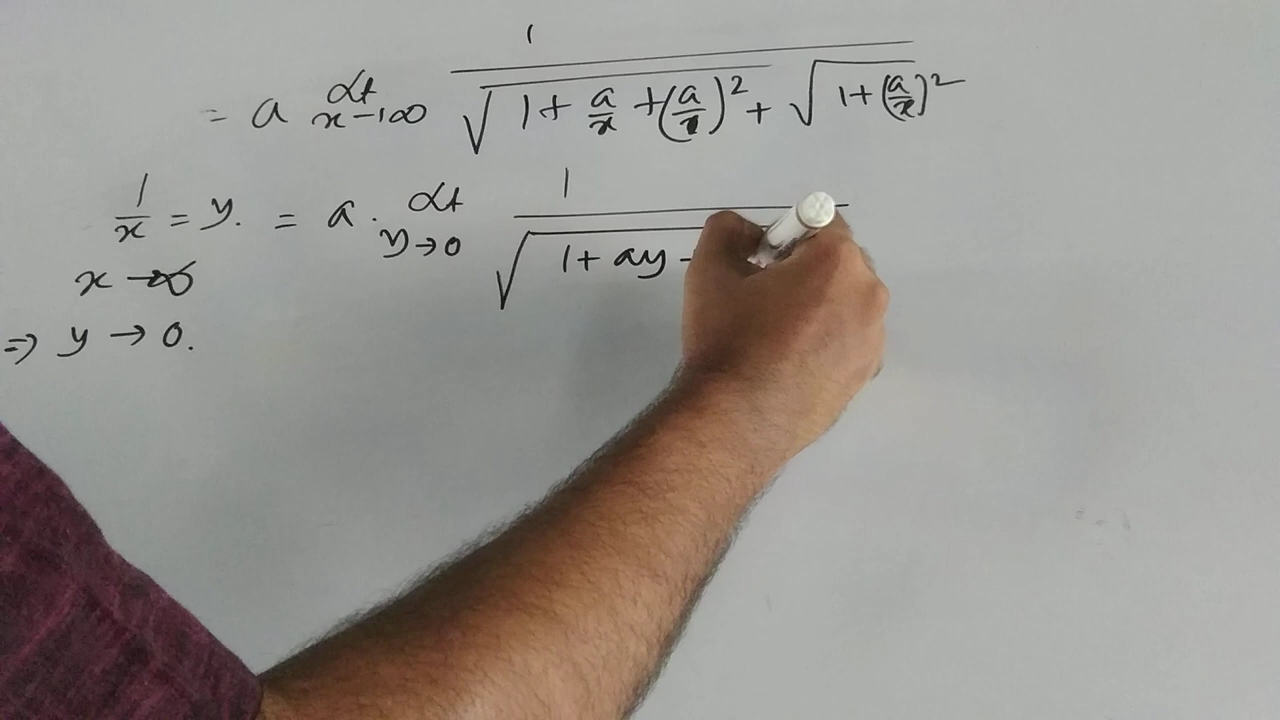 = a Lt x→∞ 1 / √(1 + a/x + (a/x)² + √(1 + (a/x)²
1/x = y. = a . Lt y→0 1 / √(1 + ay -
x → ∞
⇒ y → 0.